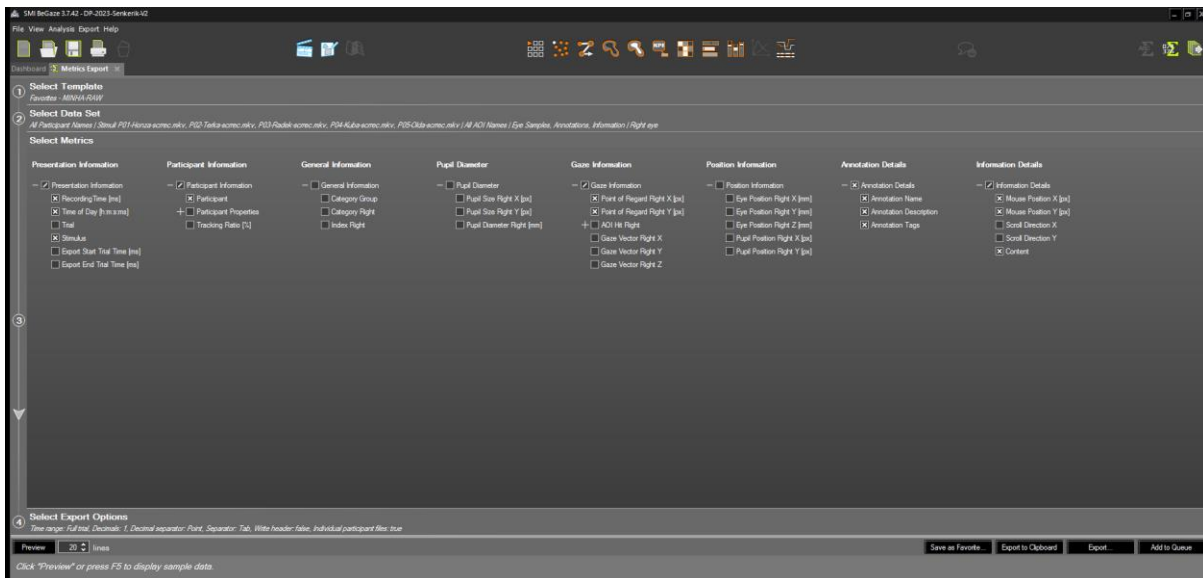 SMI BeGaze 3.7.42 - DP-2023-Senkerik-V2
File View Analysis Export Help
Dashboard Metrics Export
1 Select Template
Favorites - MINHA-RAW
2 Select Data Set
All Participant Names | Stimuli P01-Honza-scrrec.mkv, P02-Terka-scrrec.mkv, P03-Radek-scrrec.mkv, P04-Kuba-scrrec.mkv, P05-Olda-scrrec.mkv | All AOI Names | Eye Samples, Annotations, Information | Right eye
Select Metrics
3
Presentation Information
Presentation Information
RecordingTime [ms]
Time of Day [h:m:s:ms]
Trial
Stimulus
Export Start Trial Time [ms]
Export End Trial Time [ms]
Participant Information
Participant Information
Participant
Participant Properties
Tracking Ratio [%]
General Information
General Information
Category Group
Category Right
Index Right
Pupil Diameter
Pupil Diameter
Pupil Size Right X [px]
Pupil Size Right Y [px]
Pupil Diameter Right [mm]
Gaze Information
Gaze Information
Point of Regard Right X [px]
Point of Regard Right Y [px]
AOI Hit Right
Gaze Vector Right X
Gaze Vector Right Y
Gaze Vector Right Z
Position Information
Position Information
Eye Position Right X [mm]
Eye Position Right Y [mm]
Eye Position Right Z [mm]
Pupil Position Right X [px]
Pupil Position Right Y [px]
Annotation Details
Annotation Details
Annotation Name
Annotation Description
Annotation Tags
Information Details
Information Details
Mouse Position X [px]
Mouse Position Y [px]
Scroll Direction X
Scroll Direction Y
Content
4 Select Export Options
Time range: Full trial, Decimals: 1, Decimal separator: Point, Separator: Tab, Write header: false, Individual participant files: true
Preview 20 lines Save as Favorite... Export to Clipboard Export... Add to Queue
Click "Preview" or press F5 to display sample data.